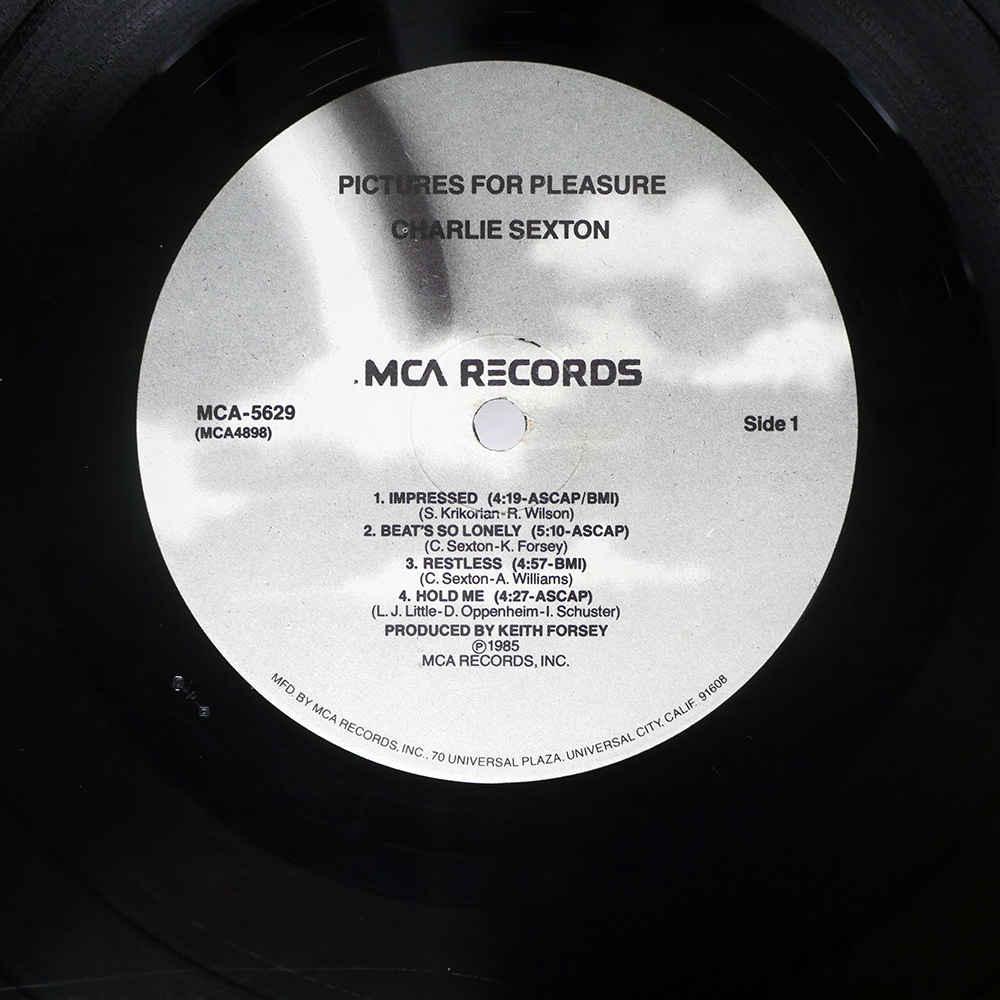 PICTURES FOR PLEASURE
CHARLIE SEXTON
MCA RECORDS
MCA-5629
(MCA4898)
Side 1
1. IMPRESSED (4:19-ASCAP/BMI)
(S. Krikorian-R. Wilson)
2. BEAT'S SO LONELY (5:10-ASCAP)
(C. Sexton-K. Forsey)
3. RESTLESS (4:57-BMI)
(C. Sexton-A. Williams)
4. HOLD ME (4:27-ASCAP)
(L. J. Little-D. Oppenheim-I. Schuster)
PRODUCED BY KEITH FORSEY
℗1985
MCA RECORDS, INC.
MFD. BY MCA RECORDS, INC., 70 UNIVERSAL PLAZA, UNIVERSAL CITY, CALIF. 91608